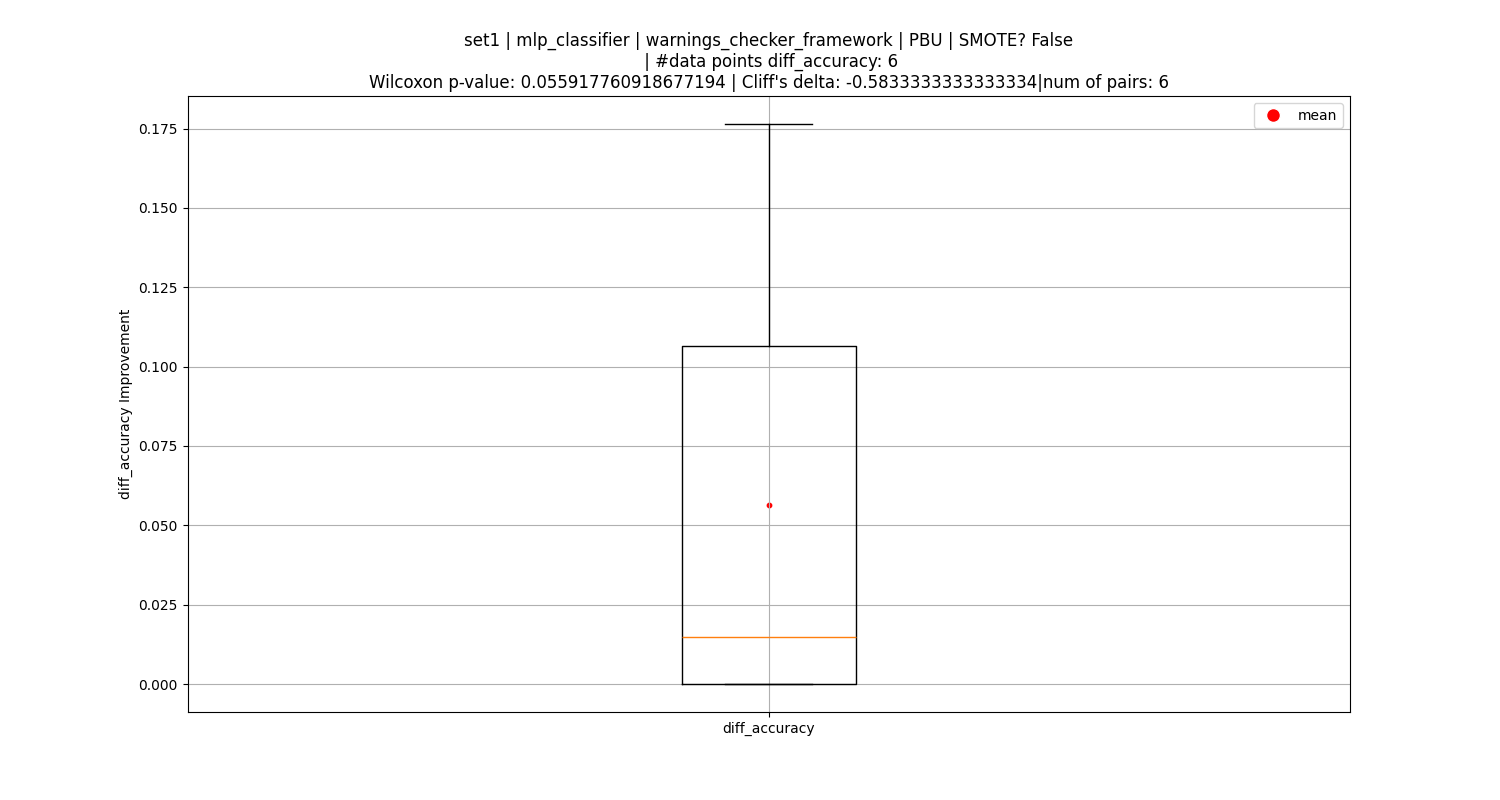 set1 | mlp_classifier | warnings_checker_framework | PBU | SMOTE? False
| #data points diff_accuracy: 6
Wilcoxon p-value: 0.055917760918677194 | Cliff's delta: -0.5833333333333334|num of pairs: 6
mean
0.175
0.150
0.125
0.100
0.075
0.050
0.025
0.000
diff_accuracy Improvement
diff_accuracy